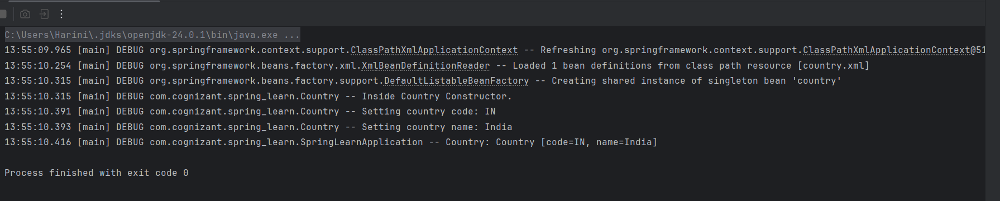 C:\Users\Harini\.jdks\openjdk-24.0.1\bin\java.exe ...
13:55:09.965 [main] DEBUG org.springframework.context.support.ClassPathXmlApplicationContext -- Refreshing org.springframework.context.support.ClassPathXmlApplicationContext@51
13:55:10.254 [main] DEBUG org.springframework.beans.factory.xml.XmlBeanDefinitionReader -- Loaded 1 bean definitions from class path resource [country.xml]
13:55:10.315 [main] DEBUG org.springframework.beans.factory.support.DefaultListableBeanFactory -- Creating shared instance of singleton bean 'country'
13:55:10.315 [main] DEBUG com.cognizant.spring_learn.Country -- Inside Country Constructor.
13:55:10.391 [main] DEBUG com.cognizant.spring_learn.Country -- Setting country code: IN
13:55:10.393 [main] DEBUG com.cognizant.spring_learn.Country -- Setting country name: India
13:55:10.416 [main] DEBUG com.cognizant.spring_learn.SpringLearnApplication -- Country: Country [code=IN, name=India]
Process finished with exit code 0